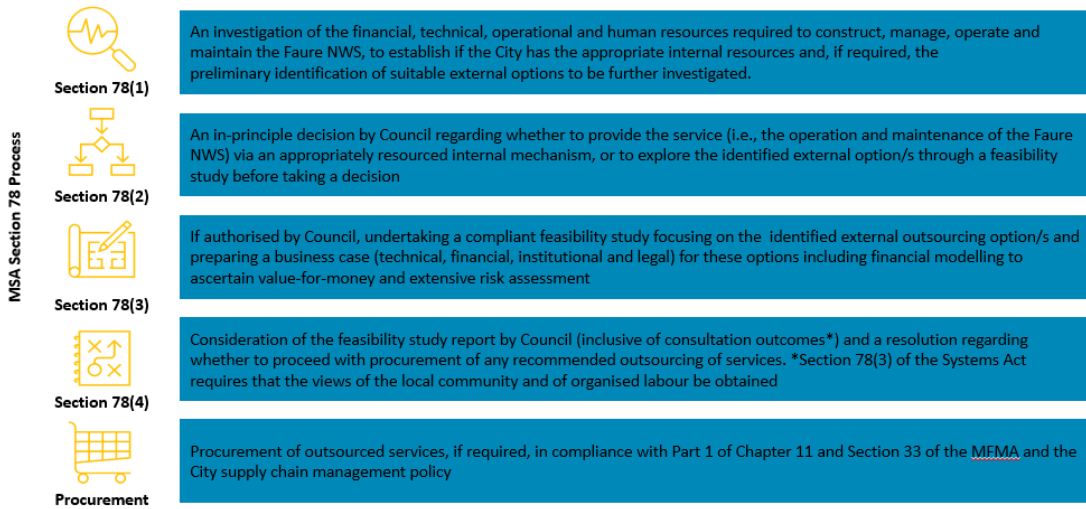 MSA Section 78 Process
Section 78(1)
An investigation of the financial, technical, operational and human resources required to construct, manage, operate and
maintain the Faure NWS, to establish if the City has the appropriate internal resources and, if required, the
preliminary identification of suitable external options to be further investigated.
Section 78(2)
An in-principle decision by Council regarding whether to provide the service (i.e., the operation and maintenance of the Faure
NWS) via an appropriately resourced internal mechanism, or to explore the identified external option/s through a feasibility
study before taking a decision
Section 78(3)
If authorised by Council, undertaking a compliant feasibility study focusing on the identified external outsourcing option/s and
preparing a business case (technical, financial, institutional and legal) for these options including financial modelling to
ascertain value-for-money and extensive risk assessment
Section 78(4)
Consideration of the feasibility study report by Council (inclusive of consultation outcomes*) and a resolution regarding
whether to proceed with procurement of any recommended outsourcing of services. *Section 78(3) of the Systems Act
requires that the views of the local community and of organised labour be obtained
Procurement
Procurement of outsourced services, if required, in compliance with Part 1 of Chapter 11 and Section 33 of the MFMA and the
City supply chain management policy